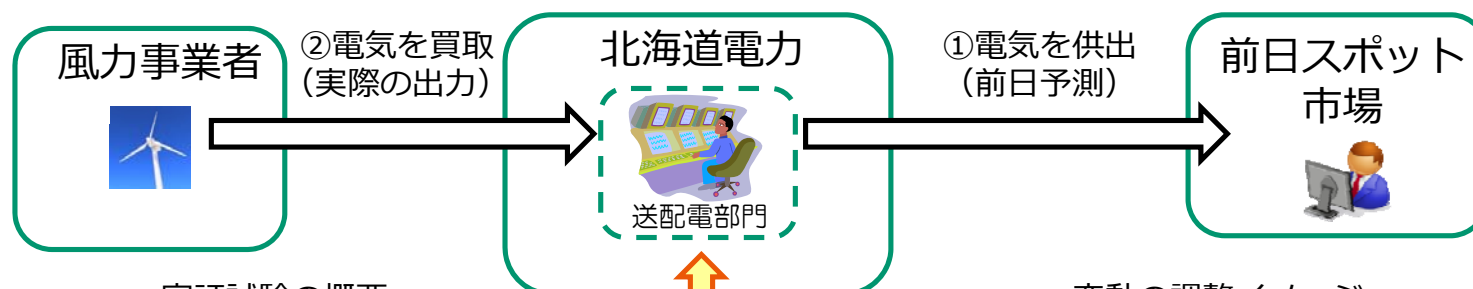 風力事業者
②電気を買取
（実際の出力）
北海道電力
送配電部門
①電気を供出
（前日予測）
前日スポット
市場